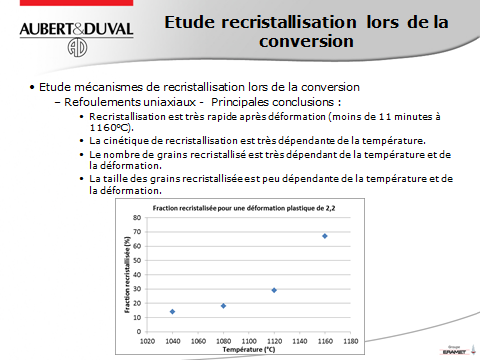 AUBERT&DUVAL
AD
Etude recristallisation lors de la
conversion
• Etude mécanismes de recristallisation lors de la conversion
– Refoulements uniaxiaux - Principales conclusions :
• Recristallisation est très rapide après déformation (moins de 11 minutes à
1160°C).
• La cinétique de recristallisation est très dépendante de la température.
• Le nombre de grains recristallisé est très dépendant de la température et de
la déformation.
• La taille des grains recristallisée est peu dépendante de la température et de
la déformation.
Fraction recristalisée pour une déformation plastique de 2,2
Fraction recristallisée (%)
80
70
60
50
40
30
20
10
0
1020 1040 1060 1080 1100 1120 1140 1160 1180
Température (°C)
Groupe
ERAMET